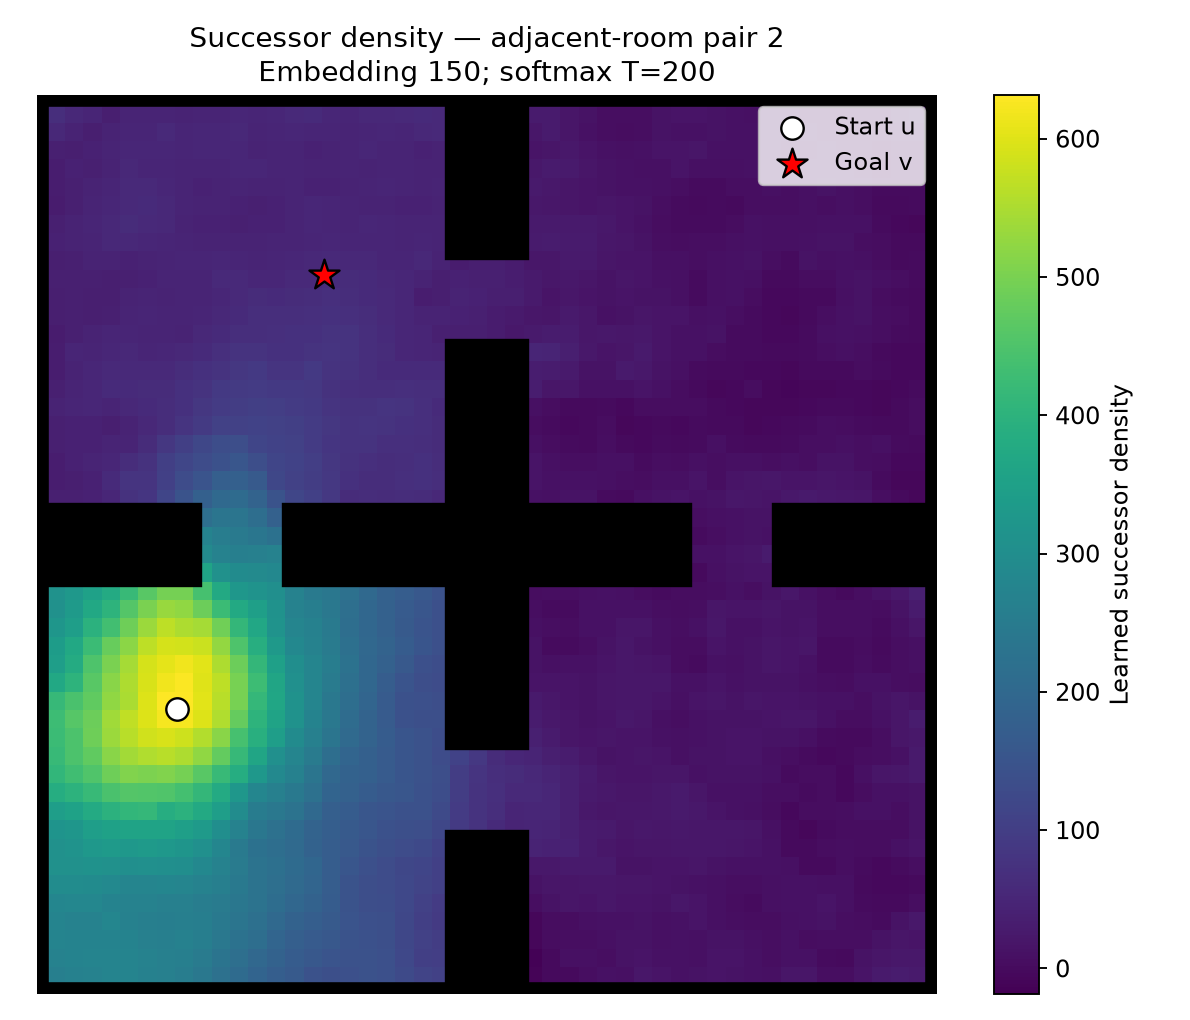 Successor density — adjacent-room pair 2
Embedding 150; softmax T=200
Start u
Goal v
600
500
400
300
200
100
0
Learned successor density